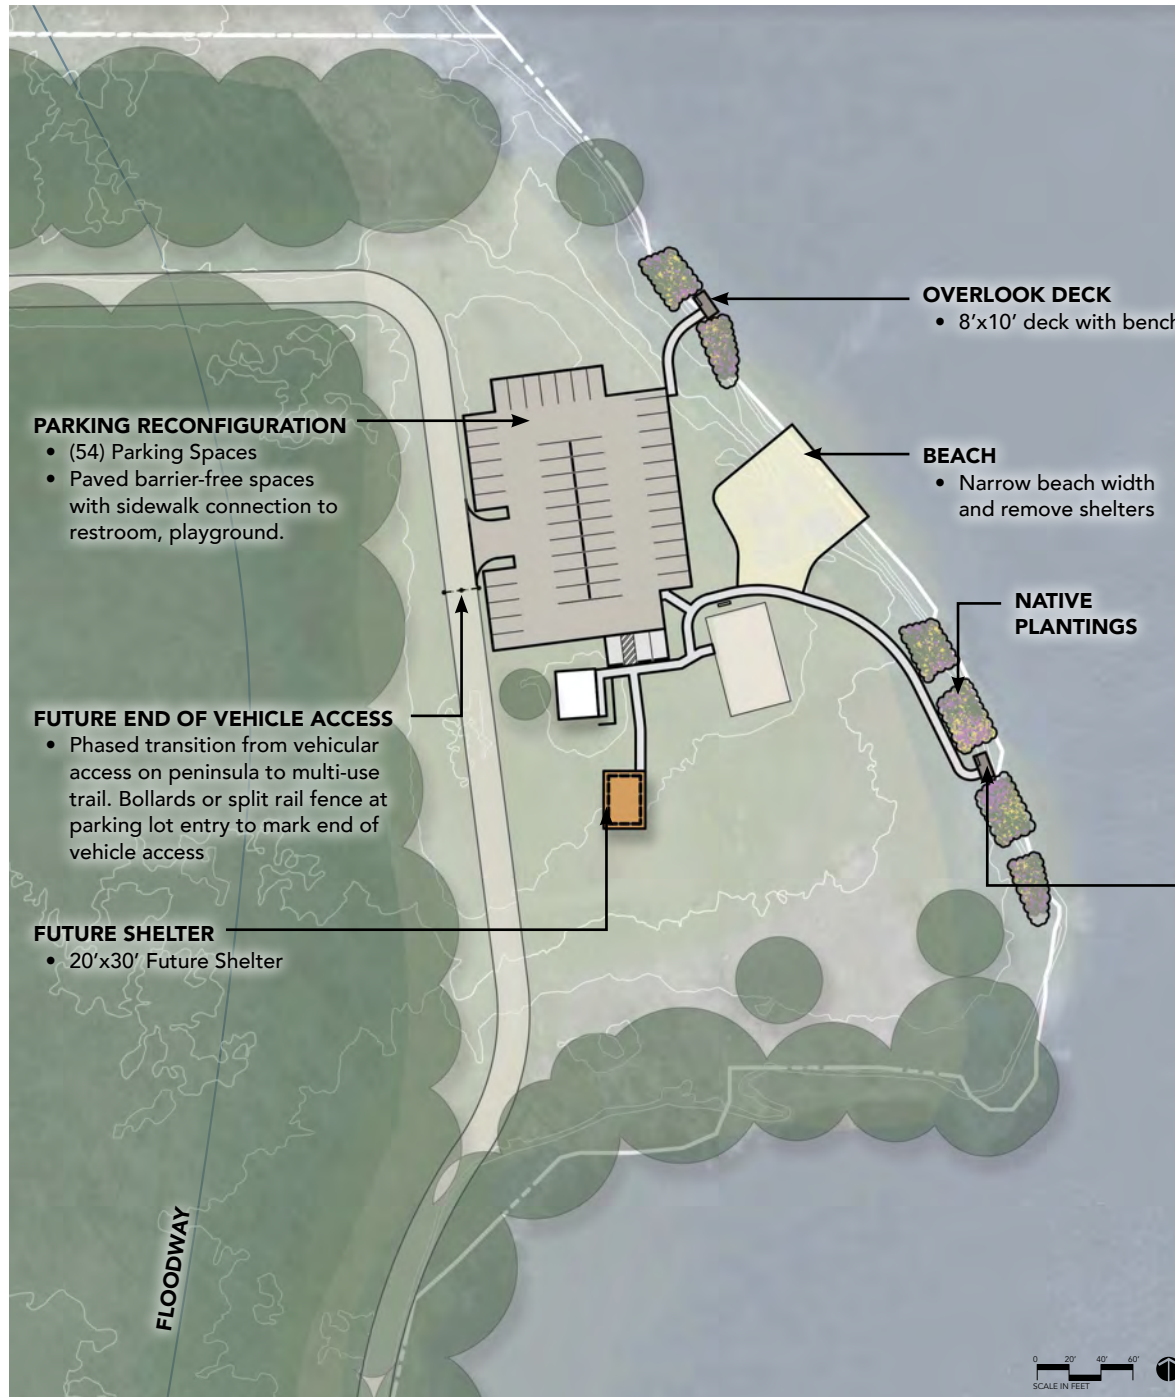 OVERLOOK DECK
• 8’x10’ deck with bench
PARKING RECONFIGURATION
• (54) Parking Spaces
• Paved barrier-free spaces
with sidewalk connection to
restroom, playground.
BEACH
• Narrow beach width
and remove shelters
NATIVE
PLANTINGS
FUTURE END OF VEHICLE ACCESS
• Phased transition from vehicular
access on peninsula to multi-use
trail. Bollards or split rail fence at
parking lot entry to mark end of
vehicle access
FUTURE SHELTER
• 20’x30’ Future Shelter
FLOODWAY
0 20' 40' 60'
SCALE IN FEET